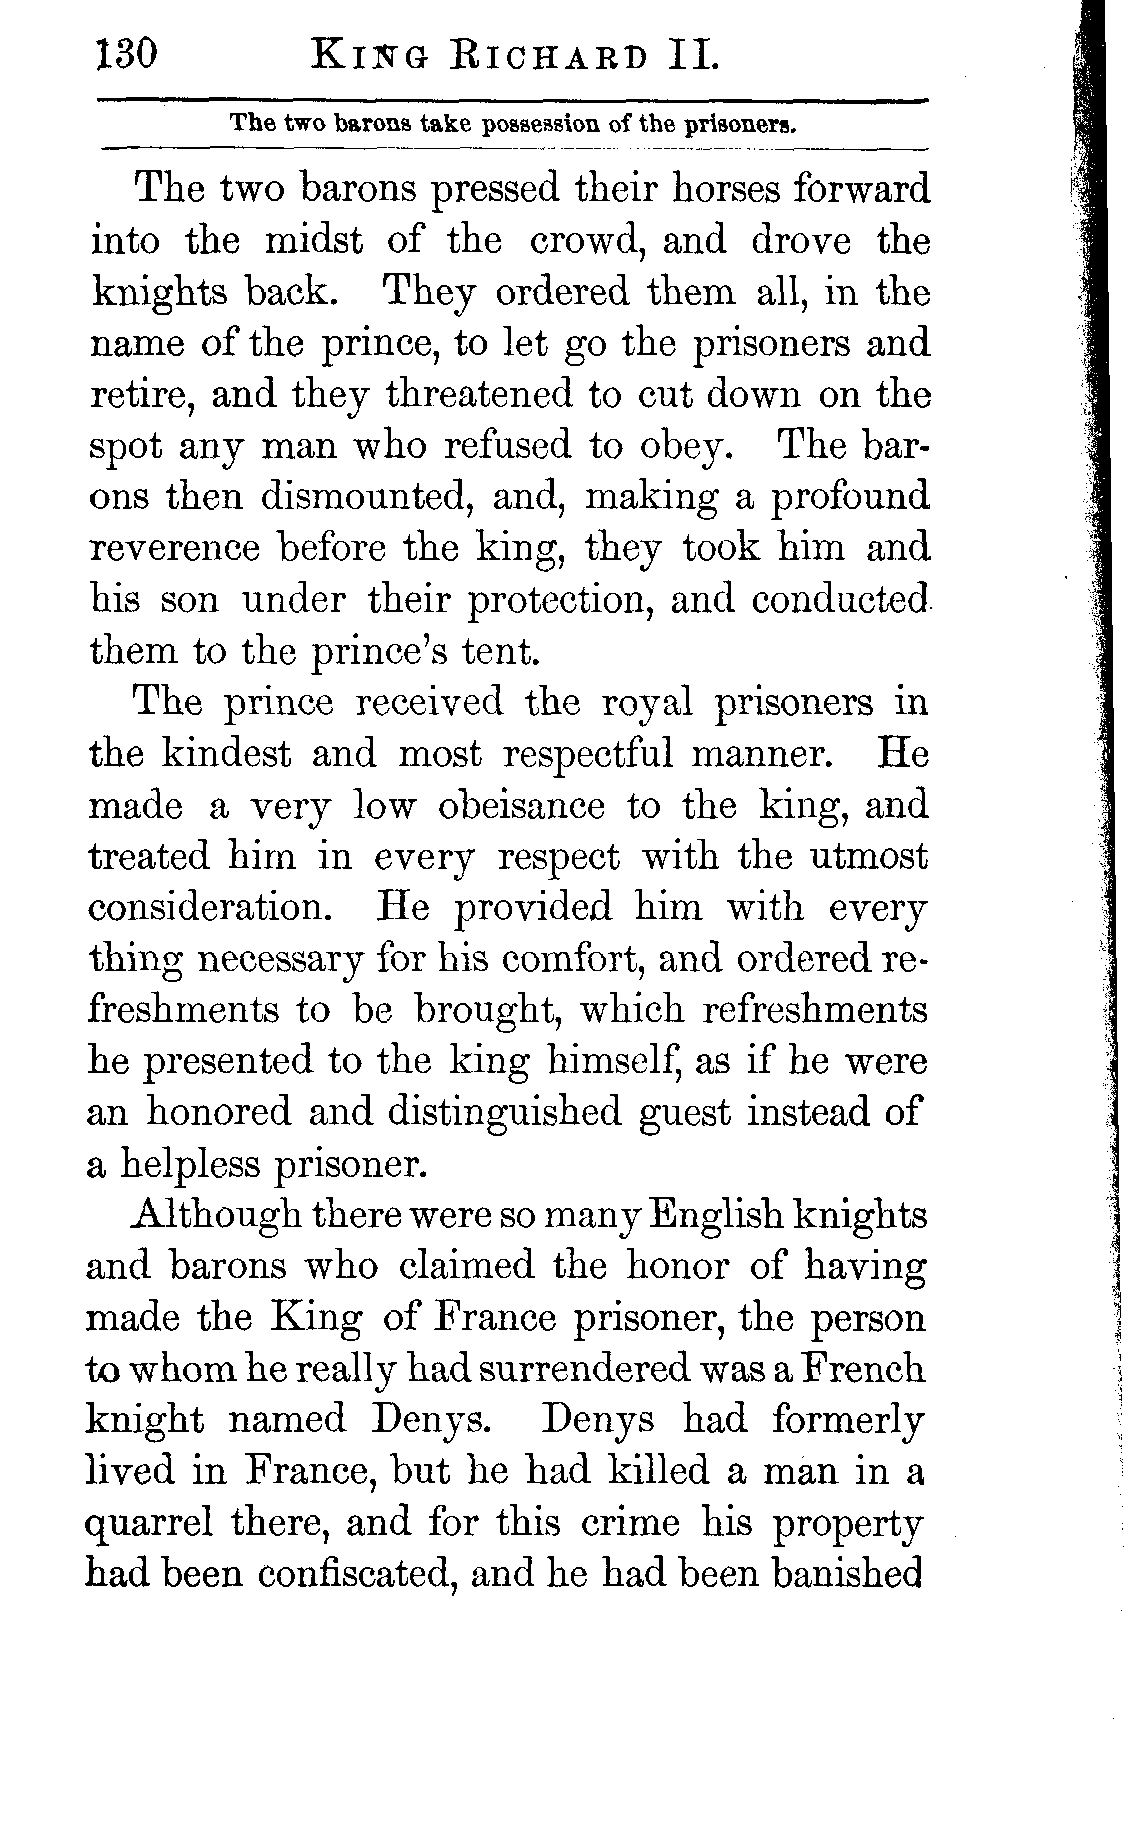 130 KING RICHARD II.
The two barons take possession of the prisoners.
The two barons pressed their horses forward
into the midst of the crowd, and drove the
knights back. They ordered them all, in the
name of the prince, to let go the prisoners and
retire, and they threatened to cut down on the
spot any man who refused to obey. The bar-
ons then dismounted, and, making a profound
reverence before the king, they took him and
his son under their protection, and conducted
them to the prince's tent.
The prince received the royal prisoners in
the kindest and most respectful manner. He
made a very low obeisance to the king, and
treated him in every respect with the utmost
consideration. He provided him with every
thing necessary for his comfort, and ordered re-
freshments to be brought, which refreshments
he presented to the king himself, as if he were
an honored and distinguished guest instead of
a helpless prisoner.
Although there were so many English knights
and barons who claimed the honor of having
made the King of France prisoner, the person
to whom he really had surrendered was a French
knight named Denys. Denys had formerly
lived in France, but he had killed a man in a
quarrel there, and for this crime his property
had been confiscated, and he had been banished